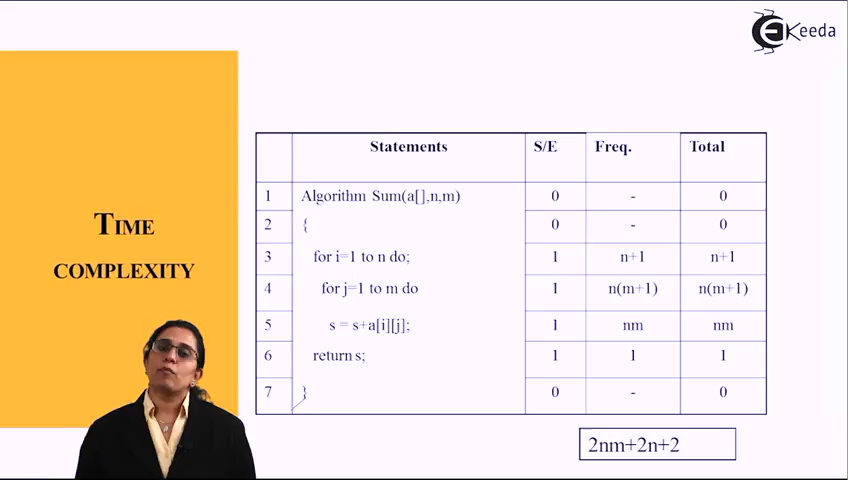 Keeda
TIME
COMPLEXITY
Statements S/E Freq. Total
1 Algorithm Sum(a[],n,m) 0 - 0
2 { 0 - 0
3 for i=1 to n do; 1 n+1 n+1
4 for j=1 to m do 1 n(m+1) n(m+1)
5 s = s+a[i][j]; 1 nm nm
6 return s; 1 1 1
7 } 0 - 0
2nm+2n+2